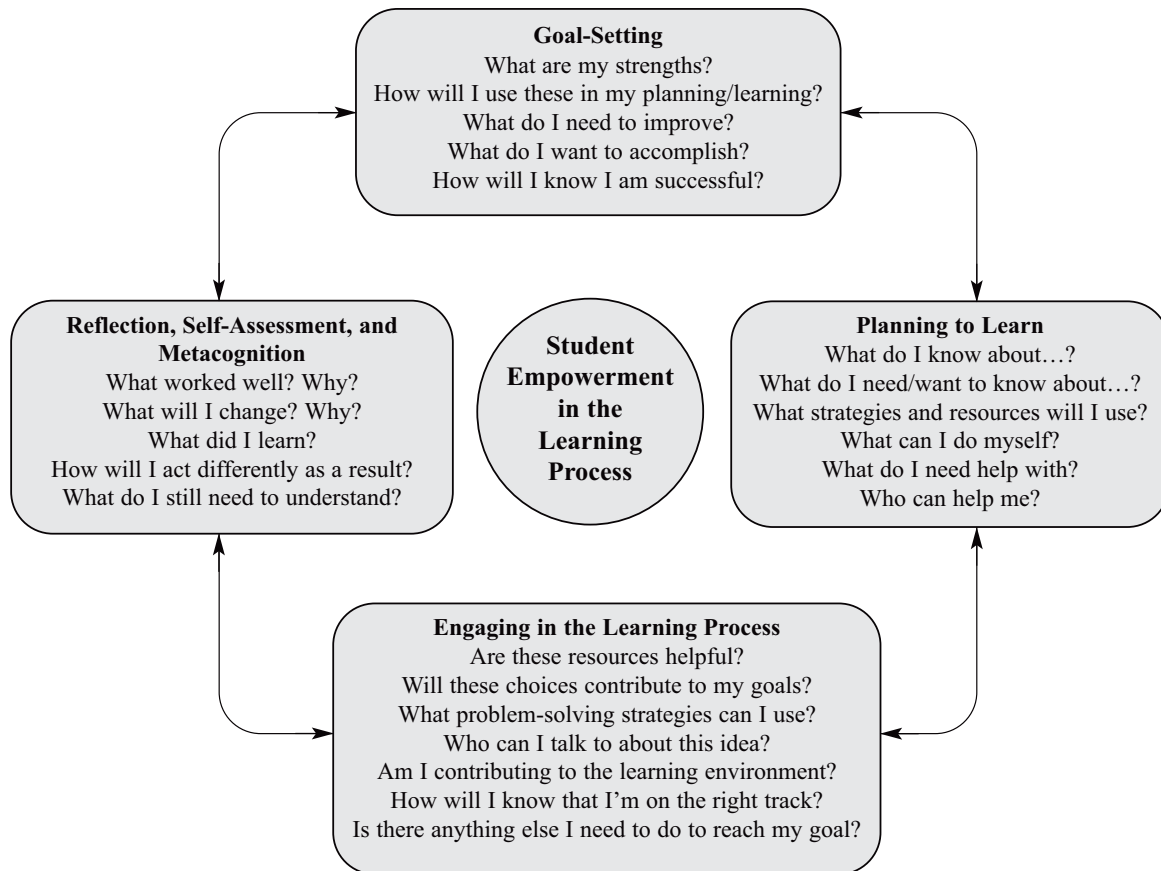 Goal-Setting
What are my strengths?
How will I use these in my planning/learning?
What do I need to improve?
What do I want to accomplish?
How will I know I am successful?
Reflection, Self-Assessment, and
Metacognition
What worked well? Why?
What will I change? Why?
What did I learn?
How will I act differently as a result?
What do I still need to understand?
Student
Empowerment
in the
Learning
Process
Planning to Learn
What do I know about…?
What do I need/want to know about…?
What strategies and resources will I use?
What can I do myself?
What do I need help with?
Who can help me?
Engaging in the Learning Process
Are these resources helpful?
Will these choices contribute to my goals?
What problem-solving strategies can I use?
Who can I talk to about this idea?
Am I contributing to the learning environment?
How will I know that I’m on the right track?
Is there anything else I need to do to reach my goal?